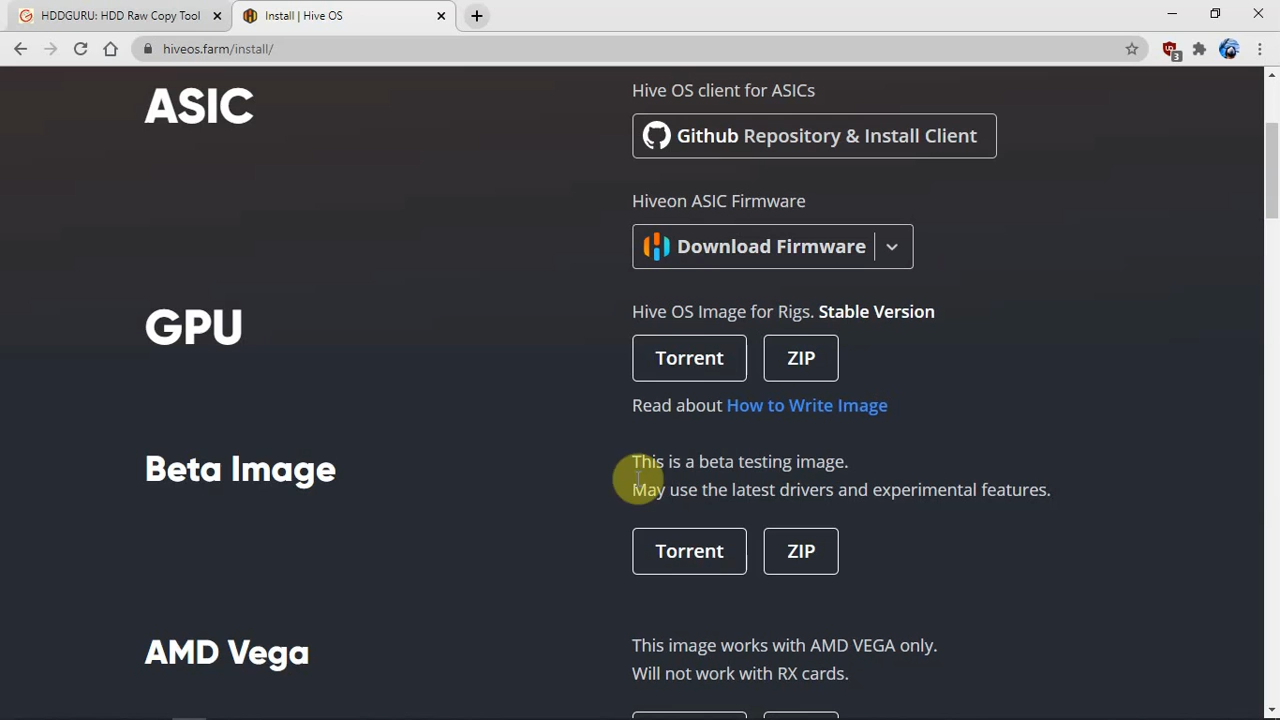 HDDGURU: HDD Raw Copy Tool
Install | Hive OS
hiveos.farm/install/
3
ASIC
Hive OS client for ASICs
Github Repository & Install Client
Hiveon ASIC Firmware
Download Firmware
GPU
Hive OS Image for Rigs. Stable Version
Torrent
ZIP
Read about How to Write Image
Beta Image
This is a beta testing image.
May use the latest drivers and experimental features.
Torrent
ZIP
AMD Vega
This image works with AMD VEGA only.
Will not work with RX cards.